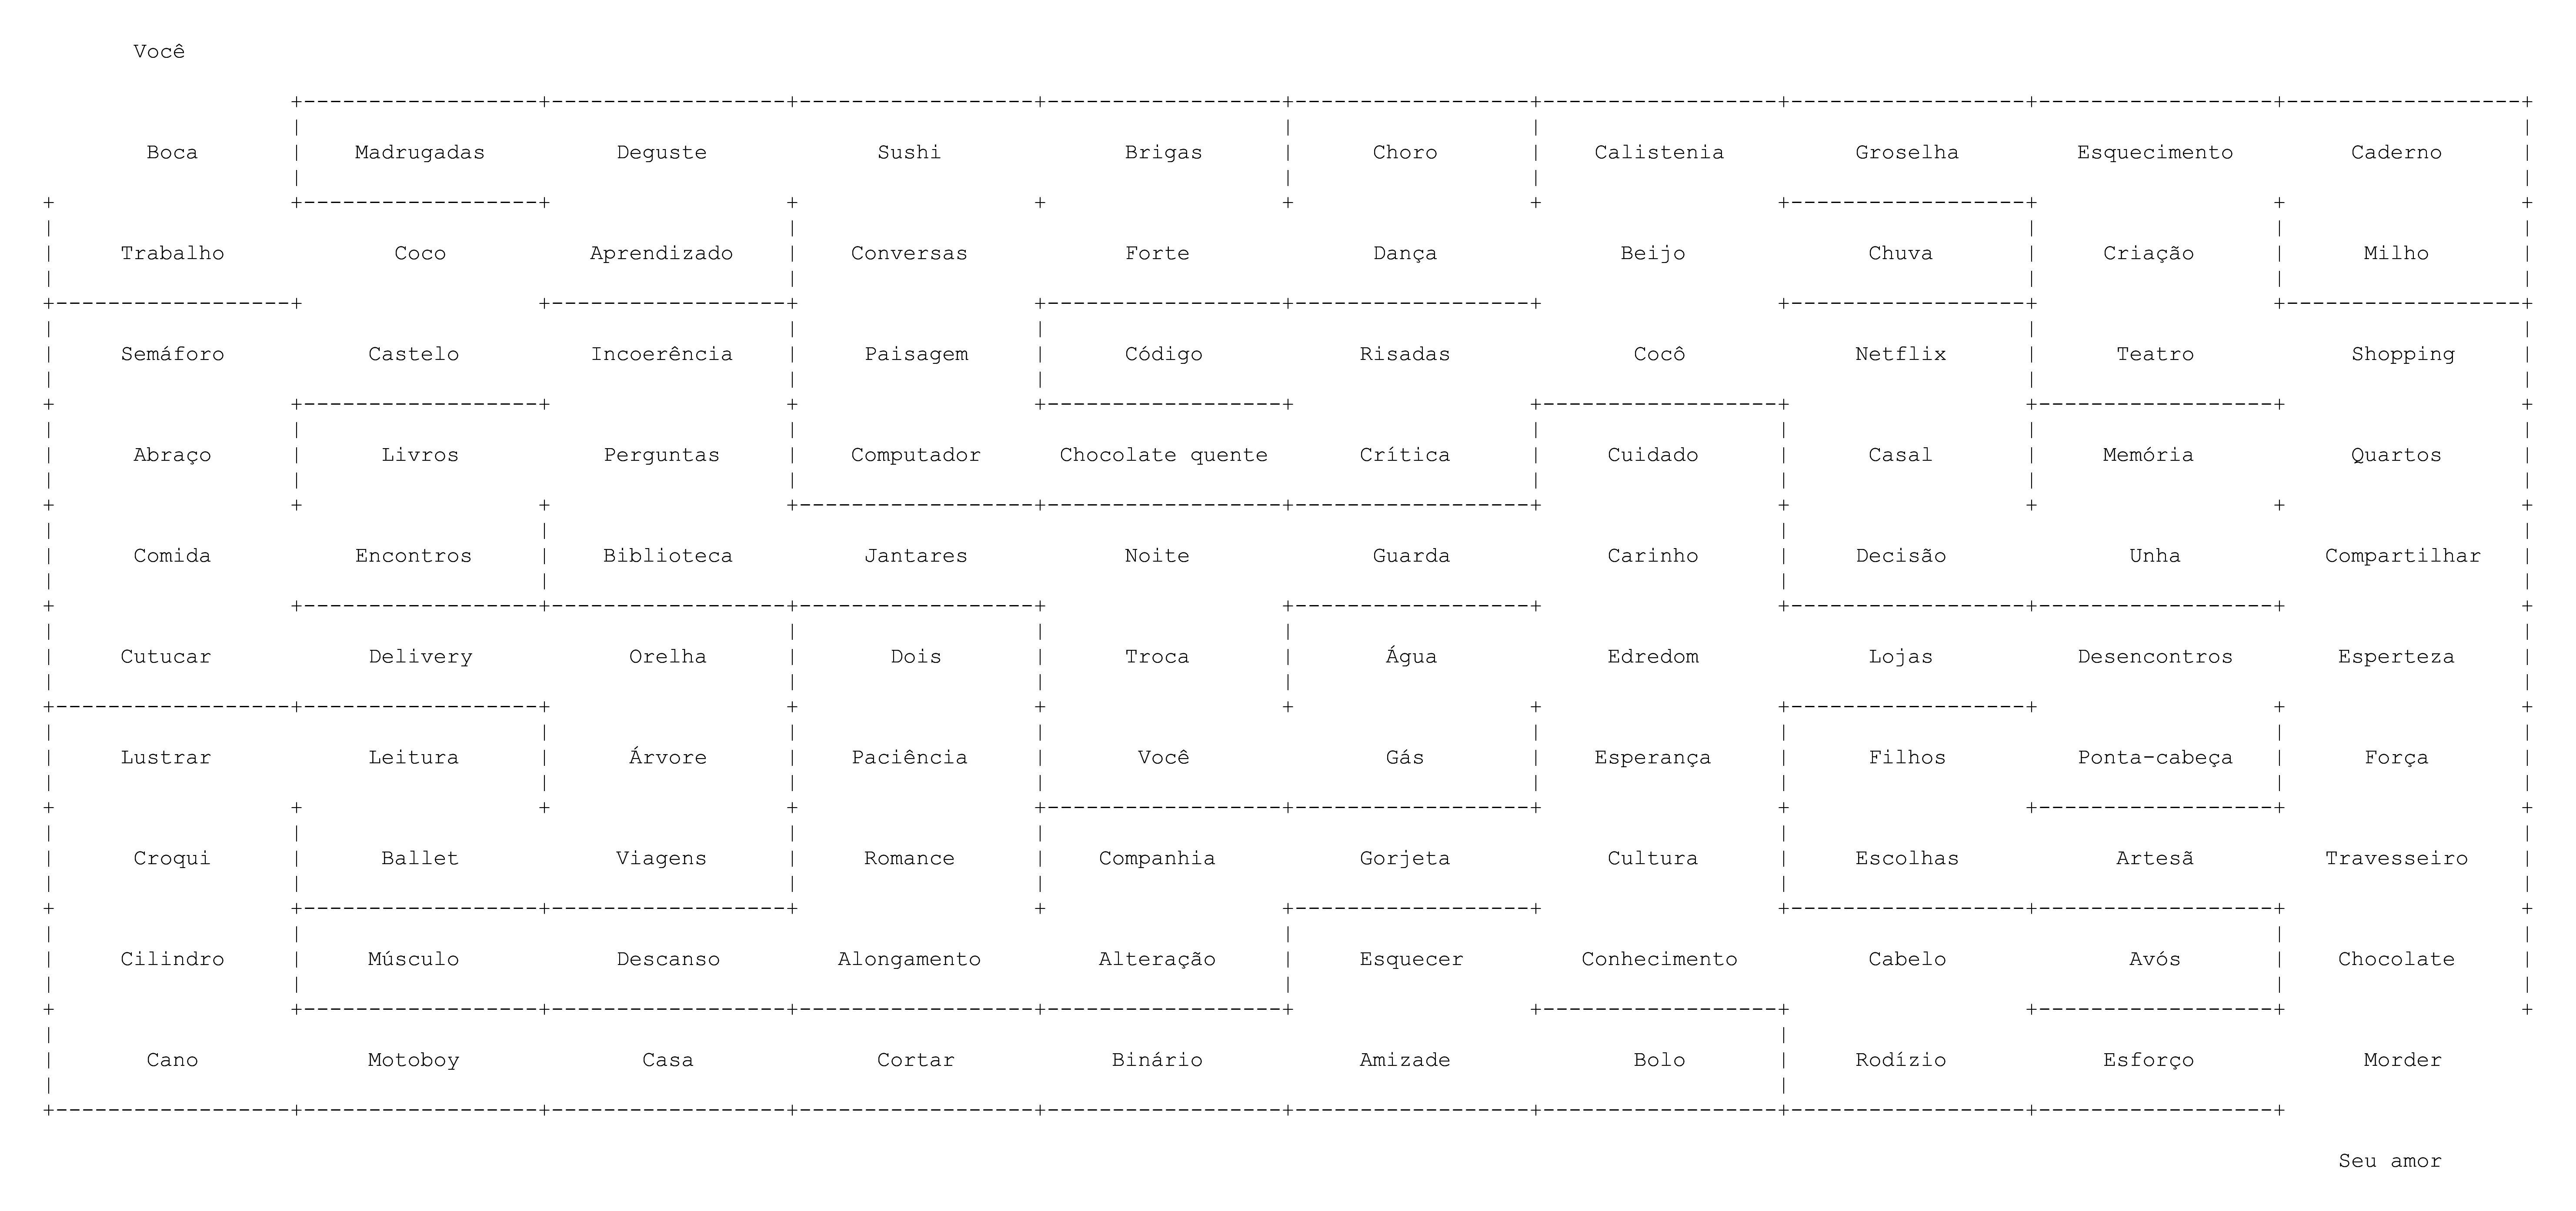 Você
Boca Madrugadas Deguste Sushi Brigas Choro Calistenia Groselha Esquecimento Caderno
Trabalho Coco Aprendizado Conversas Forte Dança Beijo Chuva Criação Milho
Semáforo Castelo Incoerência Paisagem Código Risadas Cocô Netflix Teatro Shopping
Abraço Livros Perguntas Computador Chocolate quente Crítica Cuidado Casal Memória Quartos
Comida Encontros Biblioteca Jantares Noite Guarda Carinho Decisão Unha Compartilhar
Cutucar Delivery Orelha Dois Troca Água Edredom Lojas Desencontros Esperteza
Lustrar Leitura Árvore Paciência Você Gás Esperança Filhos Ponta-cabeça Força
Croqui Ballet Viagens Romance Companhia Gorjeta Cultura Escolhas Artesã Travesseiro
Cilindro Músculo Descanso Alongamento Alteração Esquecer Conhecimento Cabelo Avós Chocolate
Cano Motoboy Casa Cortar Binário Amizade Bolo Rodízio Esforço Morder
Seu amor